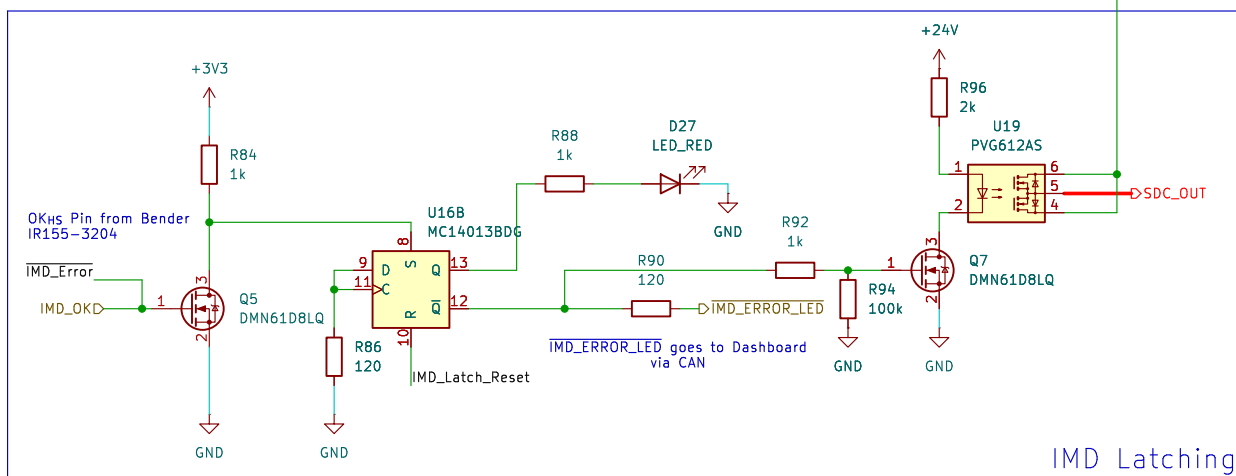 +24V
R96
2k
U19
PVG612AS
1
2
6
5
4
SDC_OUT
+3V3
R84
1k
R88
1k
D27
LED_RED
GND
OKHS Pin from Bender
IR155-3204
IMD_Error
IMD_OK
1
3
2
Q5
DMN61D8LQ
GND
U16B
MC14013BDG
8
S
9
D
Q
13
11
C
Q
12
R
10
R86
120
GND
IMD_Latch_Reset
R90
120
IMD_ERROR_LED
IMD_ERROR_LED goes to Dashboard
via CAN
R92
1k
R94
100k
GND
1
3
2
Q7
DMN61D8LQ
GND
IMD Latching